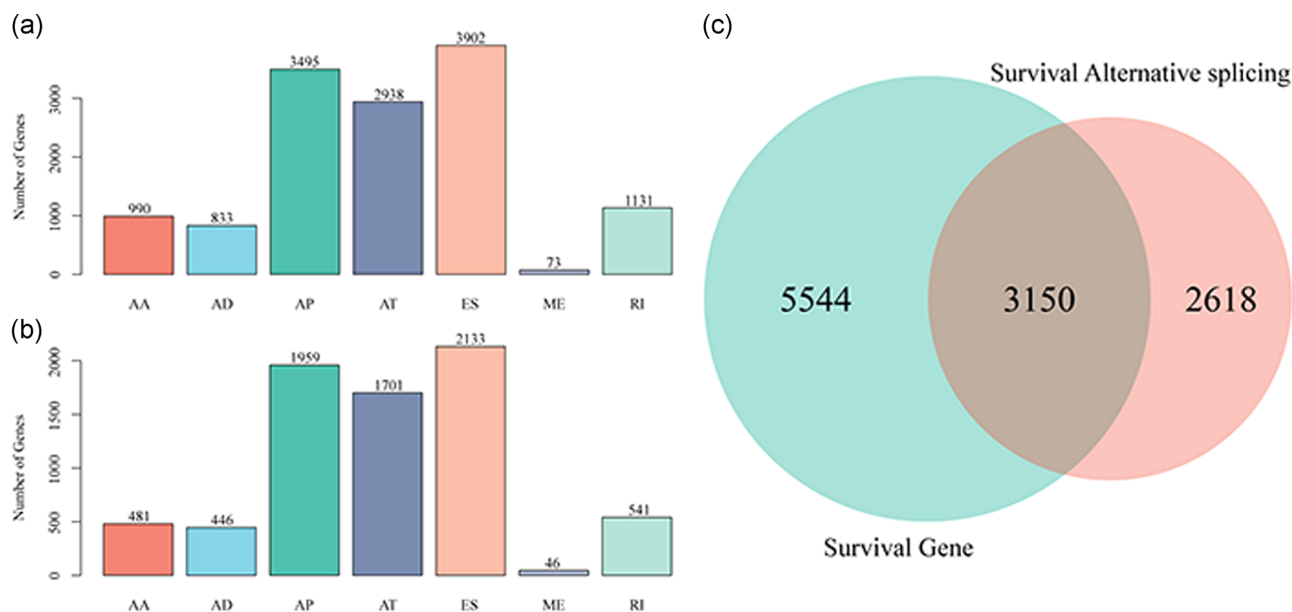 (a)
Number of Genes
3000
2000
1000
0
990
833
3495
2938
3902
73
1131
AA AD AP AT ES ME RI
(b)
Number of Genes
2000
1500
1000
500
0
481
446
1959
1701
2133
46
541
AA AD AP AT ES ME RI
(c)
Survival Alternative splicing
5544 3150 2618
Survival Gene